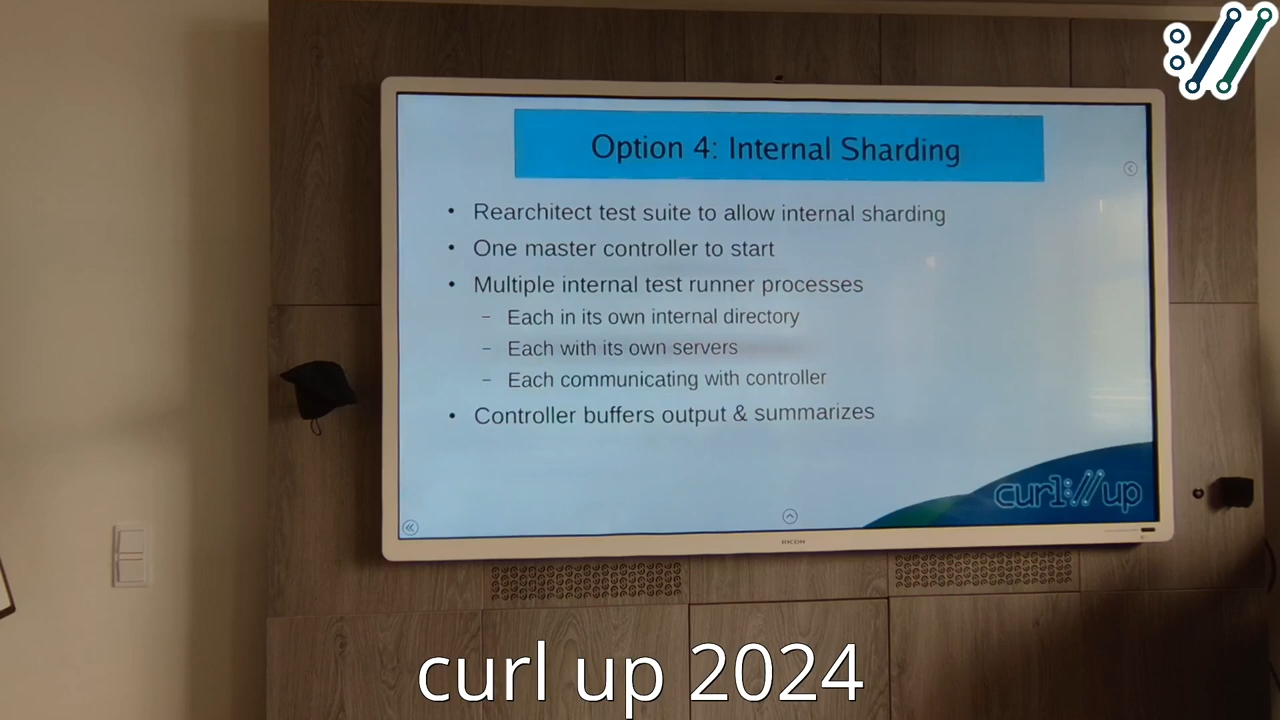 Option 4: Internal Sharding
• Rearchitect test suite to allow internal sharding
• One master controller to start
• Multiple internal test runner processes
– Each in its own internal directory
– Each with its own servers
– Each communicating with controller
• Controller buffers output & summarizes
curl:// up
RICOH
curl up 2024